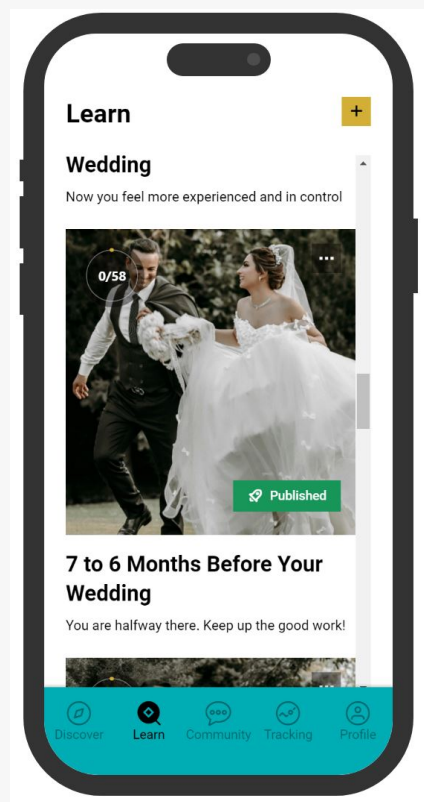 Learn
+
Wedding
Now you feel more experienced and in control
0/58
...
Published
7 to 6 Months Before Your
Wedding
You are halfway there. Keep up the good work!
...
Discover
Learn
Community
Tracking
Profile